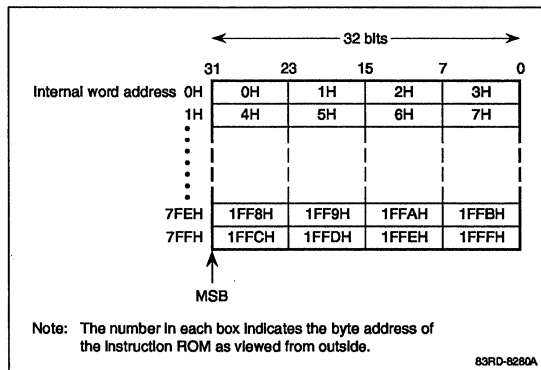 32 bits
31 23 15 7 0
Internal word address 0H 0H 1H 2H 3H
1H 4H 5H 6H 7H
7FEH 1FF8H 1FF9H 1FFAH 1FFBH
7FFH 1FFCH 1FFDH 1FFEH 1FFFH
MSB
Note: The number in each box indicates the byte address of
the instruction ROM as viewed from outside.
83RD-8280A